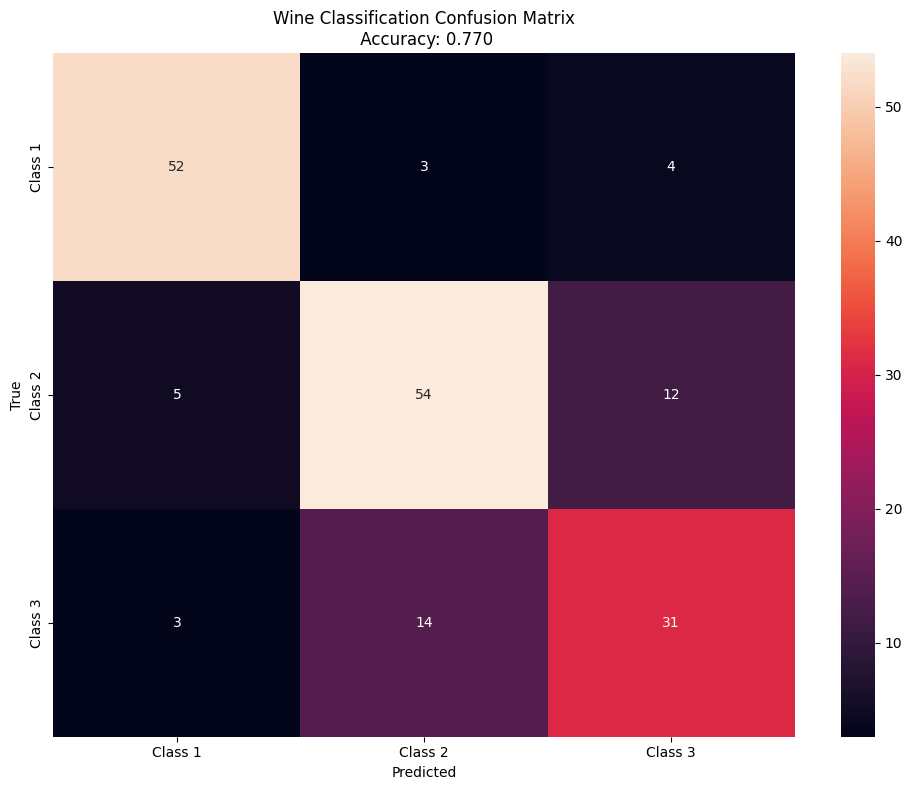 Wine Classification Confusion Matrix
Accuracy: 0.770
True
Class 1
52
3
4
Class 2
5
54
12
Class 3
3
14
31
Class 1
Class 2
Class 3
Predicted
50
40
30
20
10